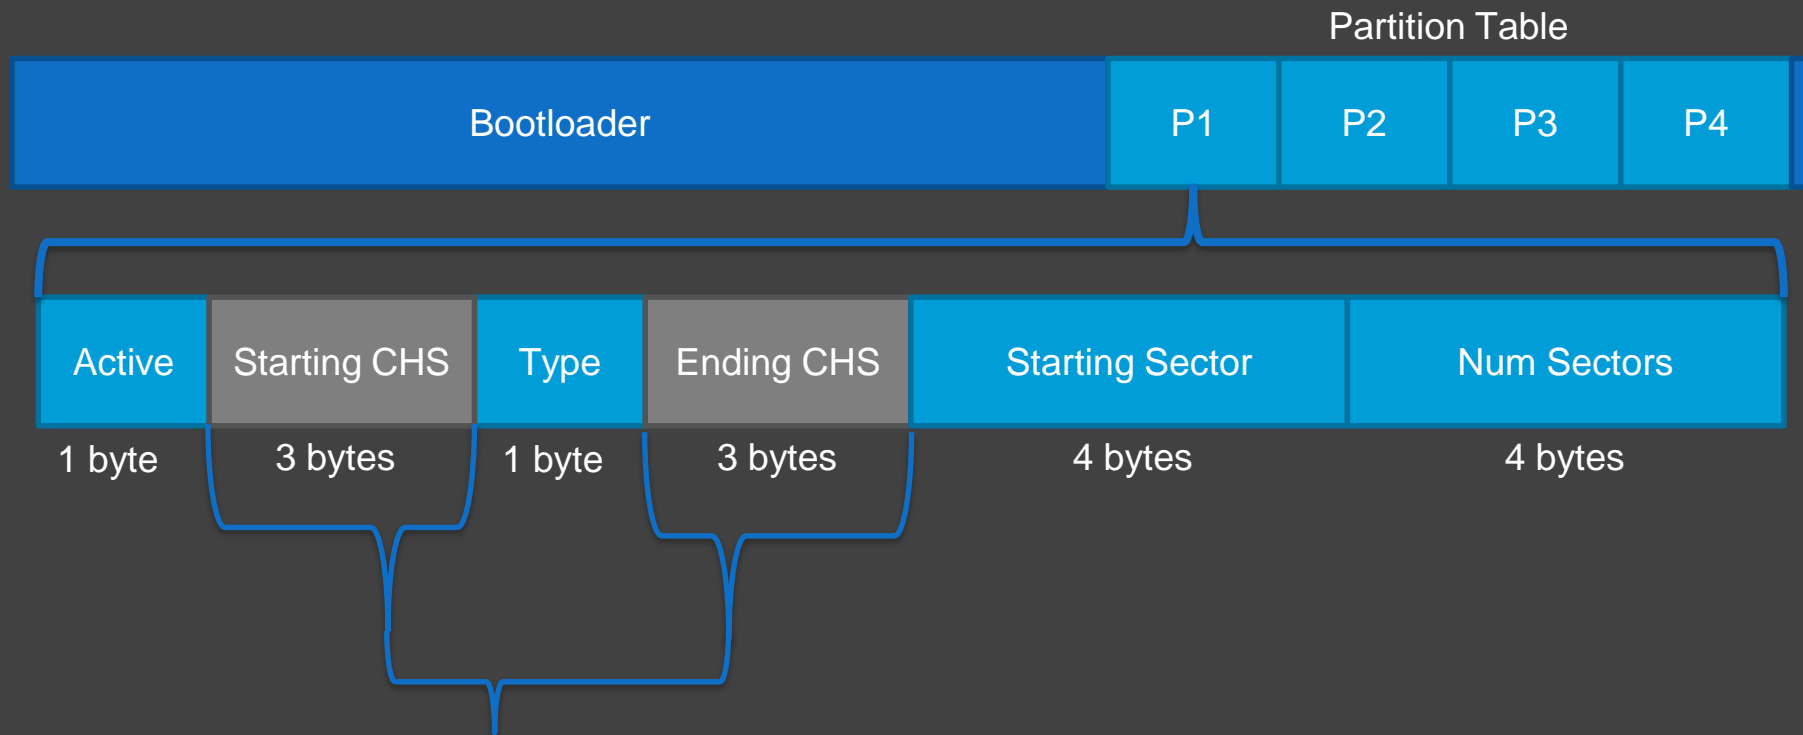 Partition Table
Bootloader P1 P2 P3 P4
Active Starting CHS Type Ending CHS Starting Sector Num Sectors
1 byte 3 bytes 1 byte 3 bytes 4 bytes 4 bytes